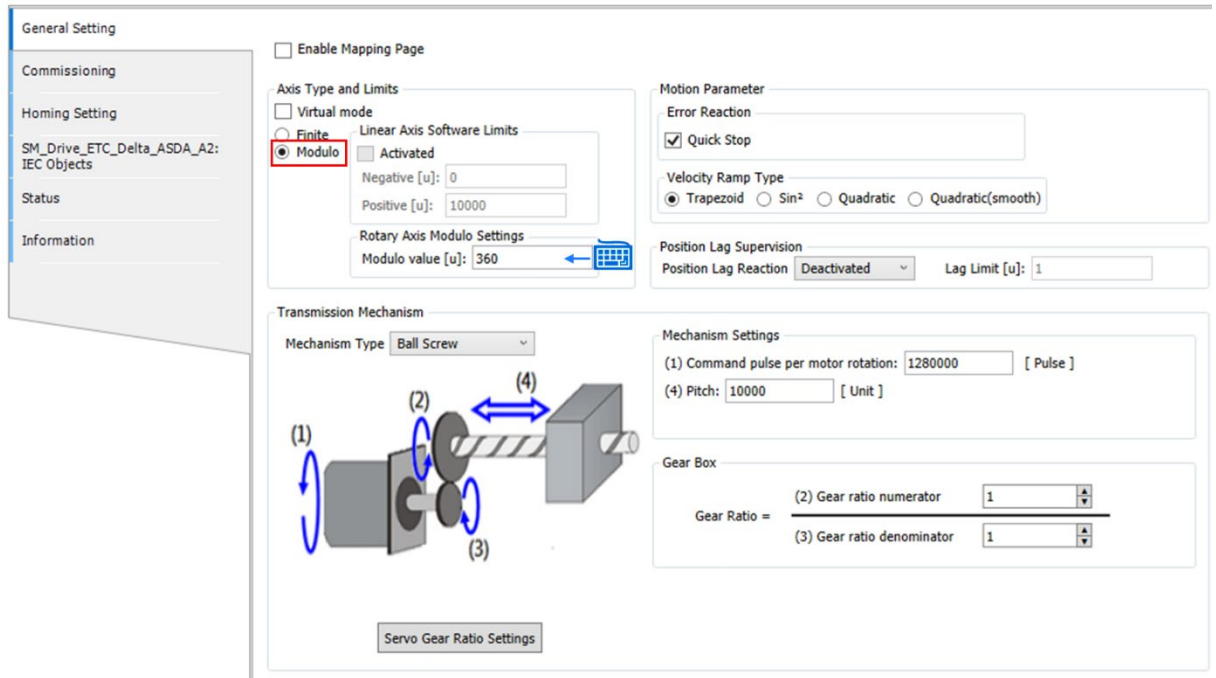 General Setting
Commissioning
Homing Setting
SM_Drive_ETC_Delta_ASDA_A2:
IEC Objects
Status
Information
Enable Mapping Page
Axis Type and Limits
Virtual mode
Finite
Modulo
Linear Axis Software Limits
Activated
Negative [u]: 0
Positive [u]: 10000
Rotary Axis Modulo Settings
Modulo value [u]: 360
Motion Parameter
Error Reaction
Quick Stop
Velocity Ramp Type
Trapezoid Sin² Quadratic Quadratic(smooth)
Position Lag Supervision
Position Lag Reaction Deactivated Lag Limit [u]: 1
Transmission Mechanism
Mechanism Type Ball Screw
(1)
(2)
(4)
(3)
Servo Gear Ratio Settings
Mechanism Settings
(1) Command pulse per motor rotation: 1280000 [ Pulse ]
(4) Pitch: 10000 [ Unit ]
Gear Box
Gear Ratio =
(2) Gear ratio numerator 1
(3) Gear ratio denominator 1